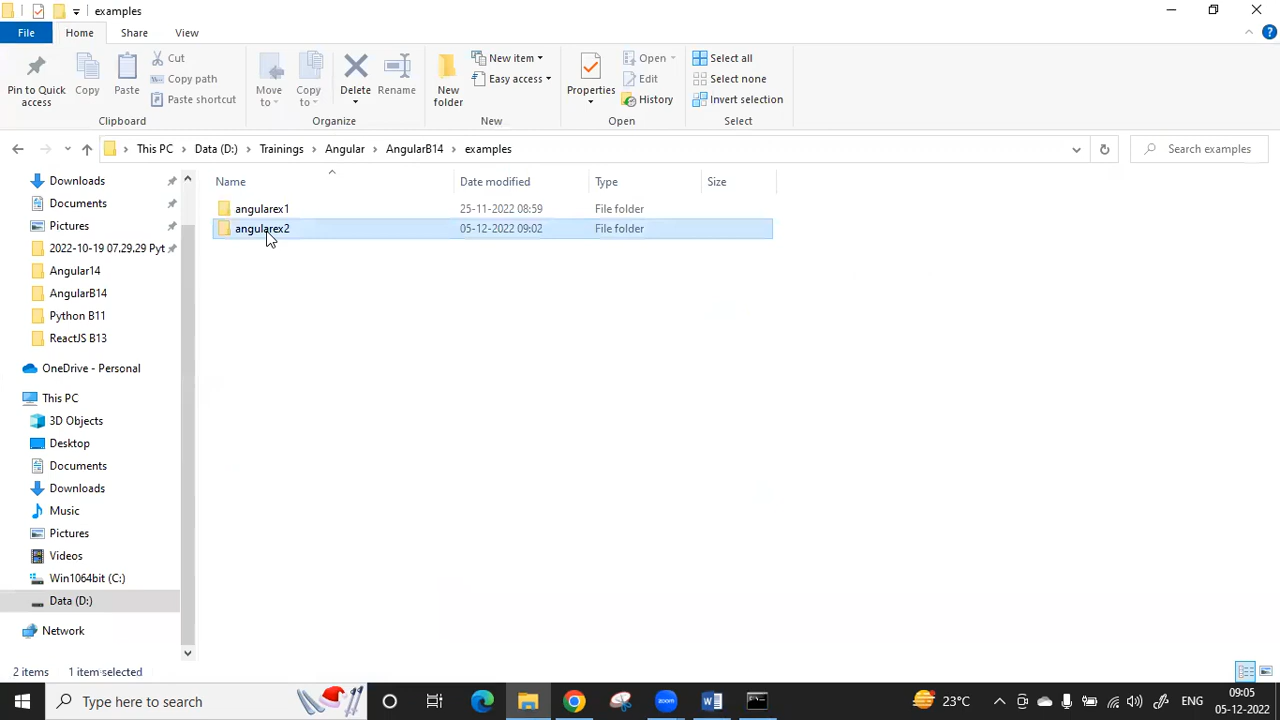 examples
File Home Share View
Pin to Quick access
Copy
Paste
Cut
Copy path
Paste shortcut
Clipboard
Move to
Copy to
Delete
Rename
Organize
New folder
New item
Easy access
New
Properties
Open
Edit
History
Open
Select all
Select none
Invert selection
Select
This PC Data (D:) Trainings Angular AngularB14 examples
Search examples
Downloads
Documents
Pictures
2022-10-19 07.29.29 Pyt
Angular14
AngularB14
Python B11
ReactJS B13
OneDrive - Personal
This PC
3D Objects
Desktop
Documents
Downloads
Music
Pictures
Videos
Win1064bit (C:)
Data (D:)
Network
Name Date modified Type Size
angularex1 25-11-2022 08:59 File folder
angularex2 05-12-2022 09:02 File folder
2 items 1 item selected
Type here to search
zoom
23°C
ENG
09:05
05-12-2022